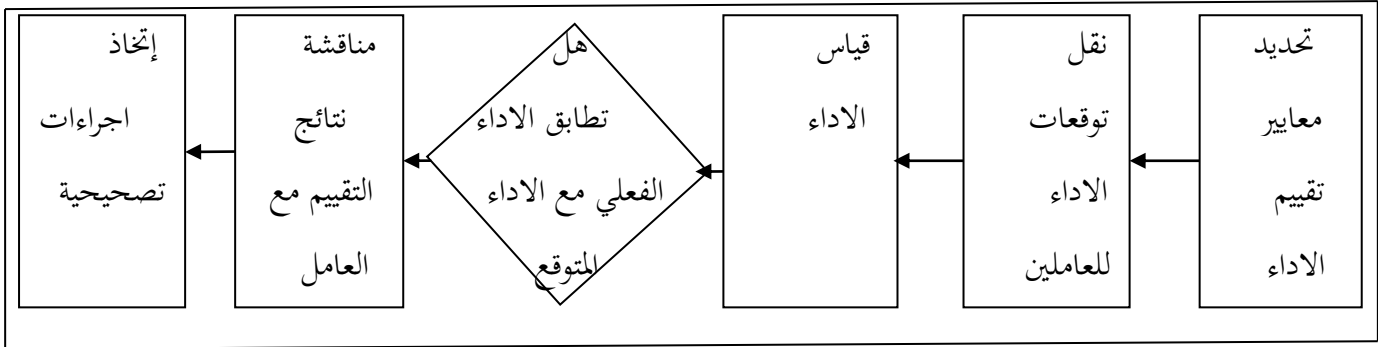 تحديد
معايير
تقييم
الاداء
نقل
توقعات
الاداء
للعاملين
قياس
الاداء
هل
تطابق الاداء
الفعلي مع الاداء
المتوقع
مناقشة
نتائج
التقييم مع
العامل
إتخاذ
اجراءات
تصحيحية